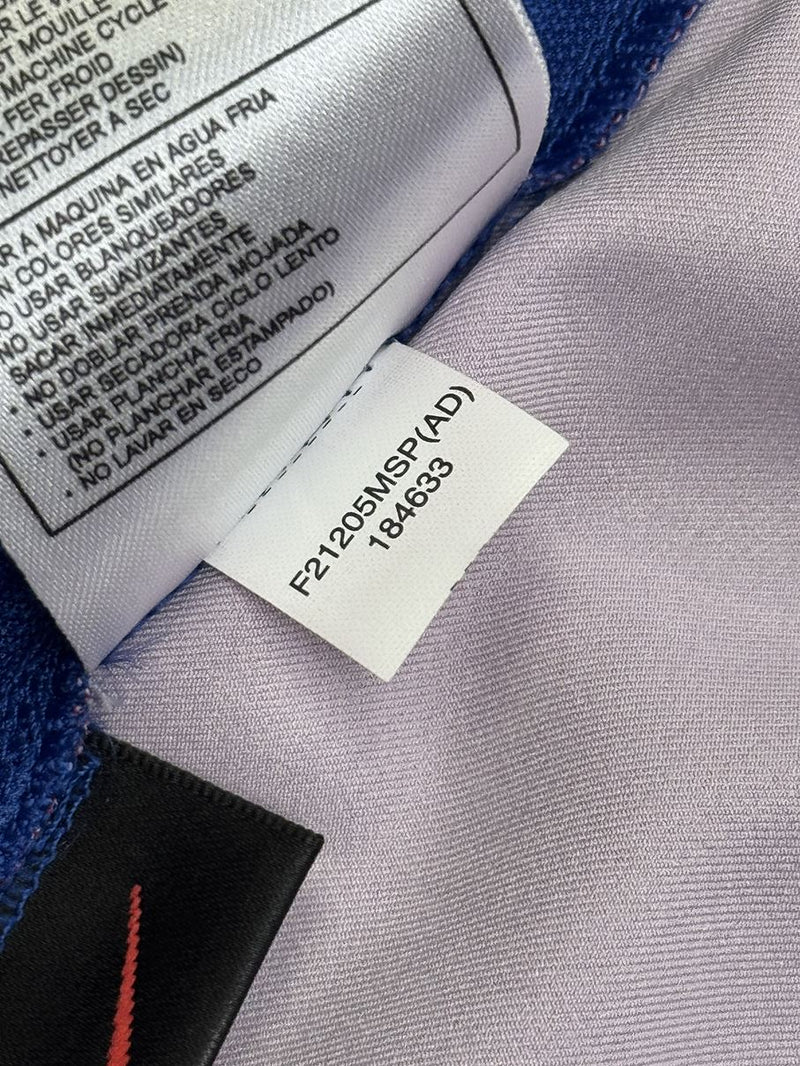 MACHINE CYCLE
FER FROID
REPASSER DESSIN)
NETTOYER A SEC
A MAQUINA EN AGUA FRIA
COLORES SIMILARES
USAR BLANQUEADORES
NO USAR SUAVIZANTES
SACAR INMEDIATAMENTE
· NO DOBLAR PRENDA MOJADA
· USAR SECADORA CICLO LENTO
· USAR PLANCHA FRIA
(NO PLANCHAR ESTAMPADO)
· NO LAVAR EN SECO
F21205MSP(AD)
184633